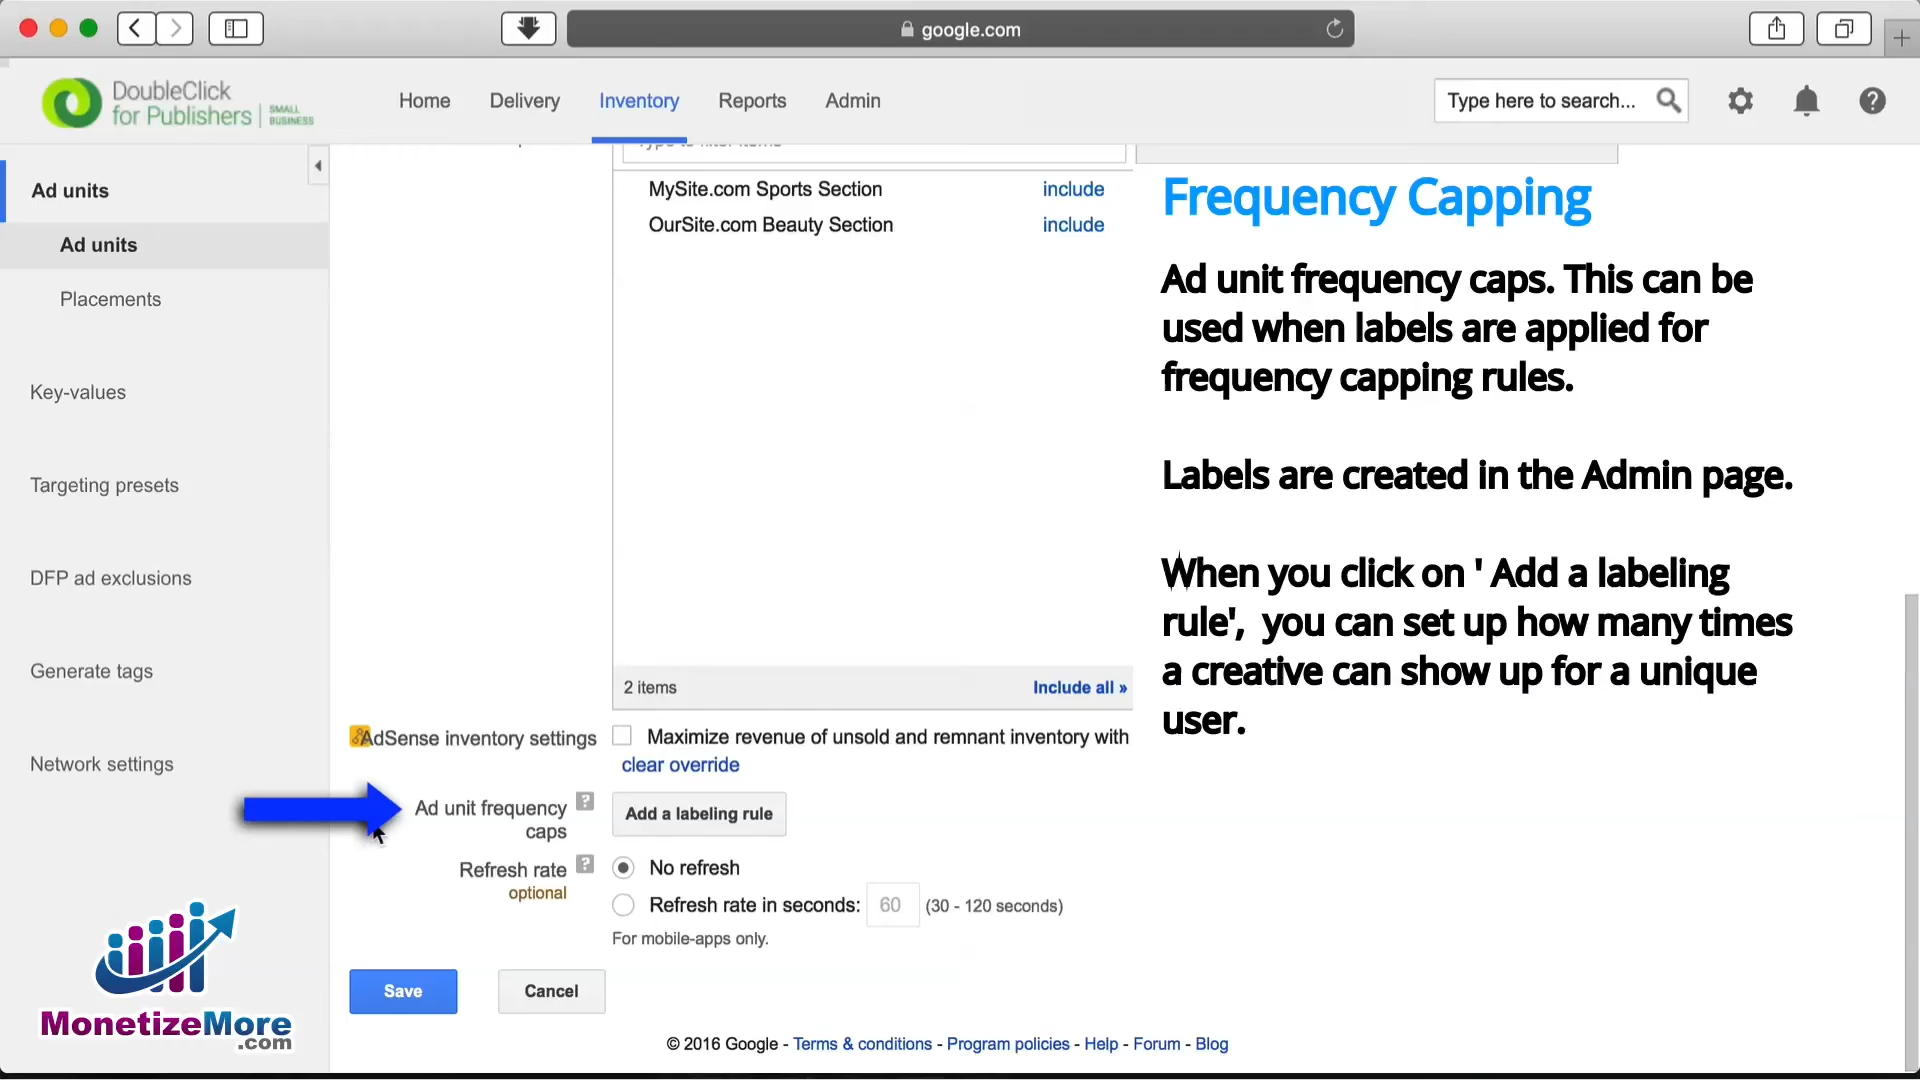 google.com
DoubleClick
for Publishers
SMALL
BUSINESS
Home
Delivery
Inventory
Reports
Admin
Type here to search...
Ad units
Ad units
Placements
Key-values
Targeting presets
DFP ad exclusions
Generate tags
Network settings
Type to filter items
MySite.com Sports Section include
OurSite.com Beauty Section include
2 items Include all »
AdSense inventory settings
Maximize revenue of unsold and remnant inventory with
clear override
Ad unit frequency
caps
?
Add a labeling rule
Refresh rate
optional
?
No refresh
Refresh rate in seconds: 60 (30 - 120 seconds)
For mobile-apps only.
Save
Cancel
© 2016 Google - Terms & conditions - Program policies - Help - Forum - Blog
Frequency Capping
Ad unit frequency caps. This can be
used when labels are applied for
frequency capping rules.
Labels are created in the Admin page.
When you click on ' Add a labeling
rule',  you can set up how many times
a creative can show up for a unique
user.
MonetizeMore
.com